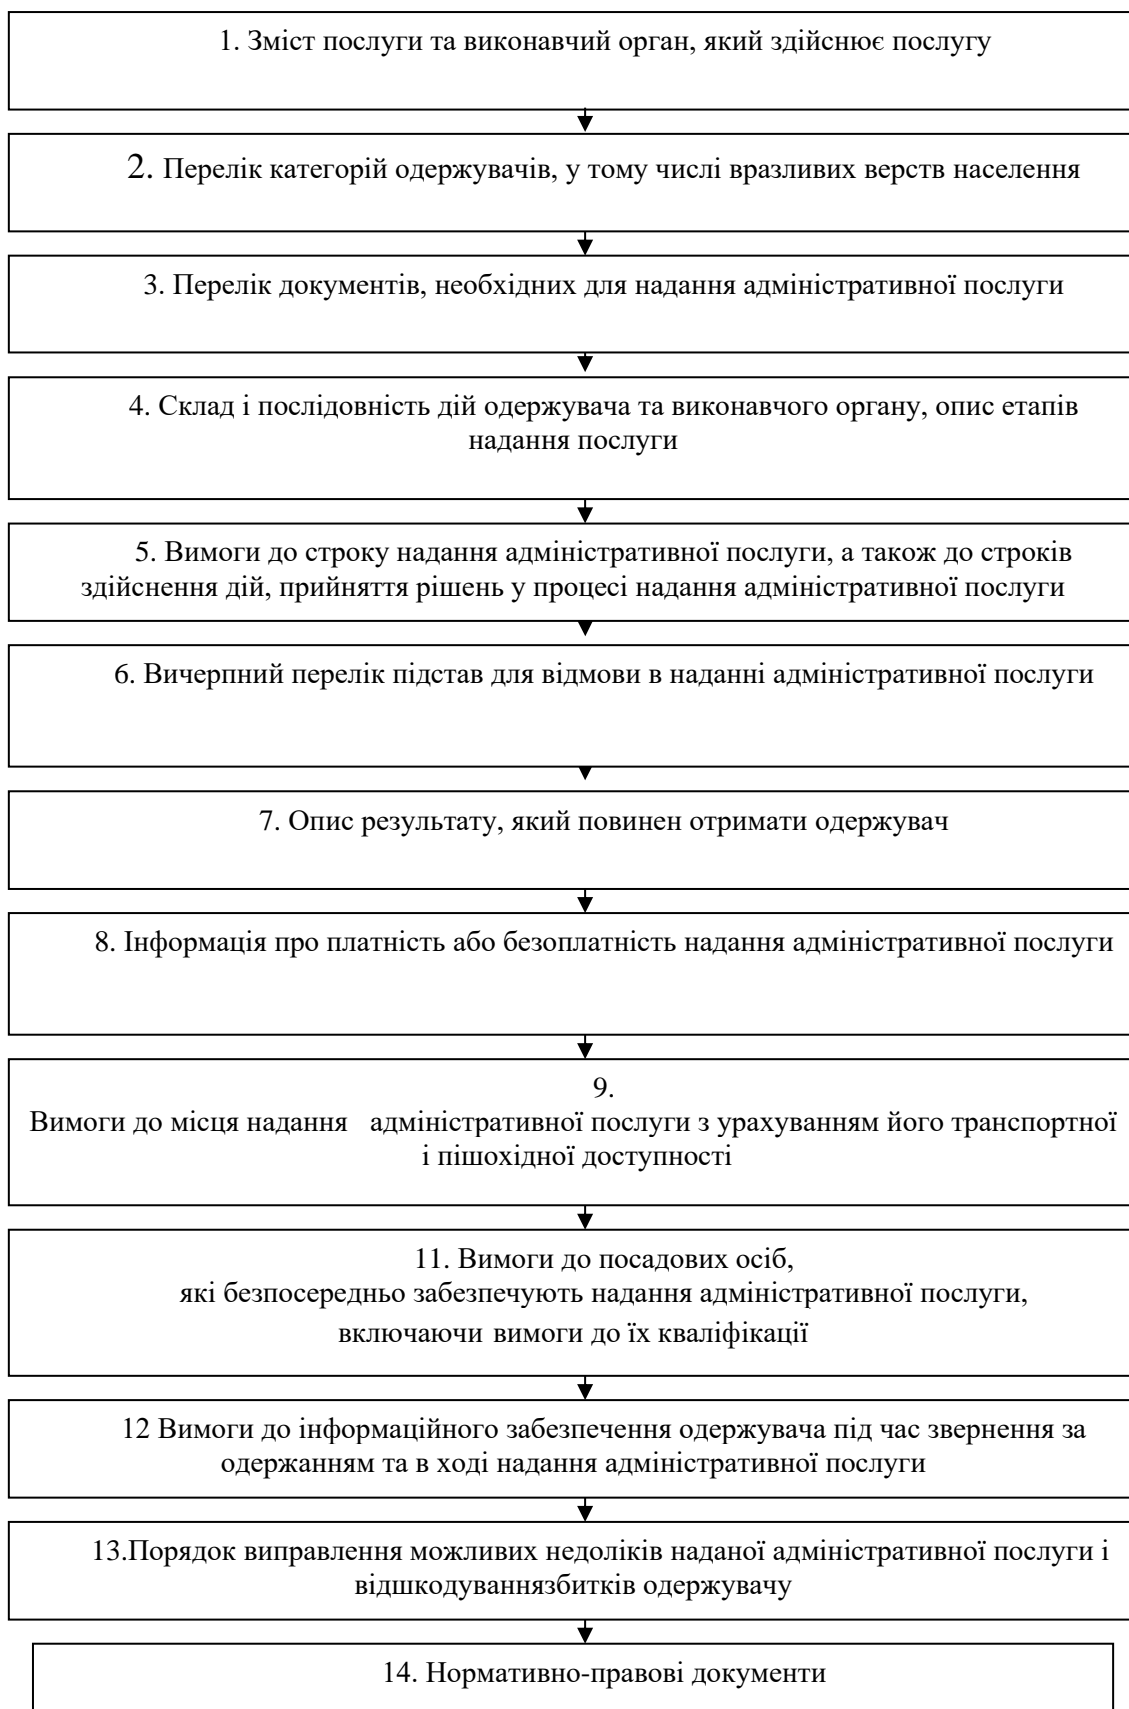 1. Зміст послуги та виконавчий орган, який здійснює послугу
2. Перелік категорій одержувачів, у тому числі вразливих верств населення
3. Перелік документів, необхідних для надання адміністративної послуги
4. Склад і послідовність дій одержувача та виконавчого органу, опис етапів
надання послуги
5. Вимоги до строку надання адміністративної послуги, а також до строків
здійснення дій, прийняття рішень у процесі надання адміністративної послуги
6. Вичерпний перелік підстав для відмови в наданні адміністративної послуги
7. Опис результату, який повинен отримати одержувач
8. Інформація про платність або безоплатність надання адміністративної послуги
9.
Вимоги до місця надання адміністративної послуги з урахуванням його транспортної
і пішохідної доступності
11. Вимоги до посадових осіб,
які безпосередньо забезпечують надання адміністративної послуги,
включаючи вимоги до їх кваліфікації
12 Вимоги до інформаційного забезпечення одержувача під час звернення за
одержанням та в ході надання адміністративної послуги
13.Порядок виправлення можливих недоліків наданої адміністративної послуги і
відшкодуваннязбитків одержувачу
14. Нормативно-правові документи